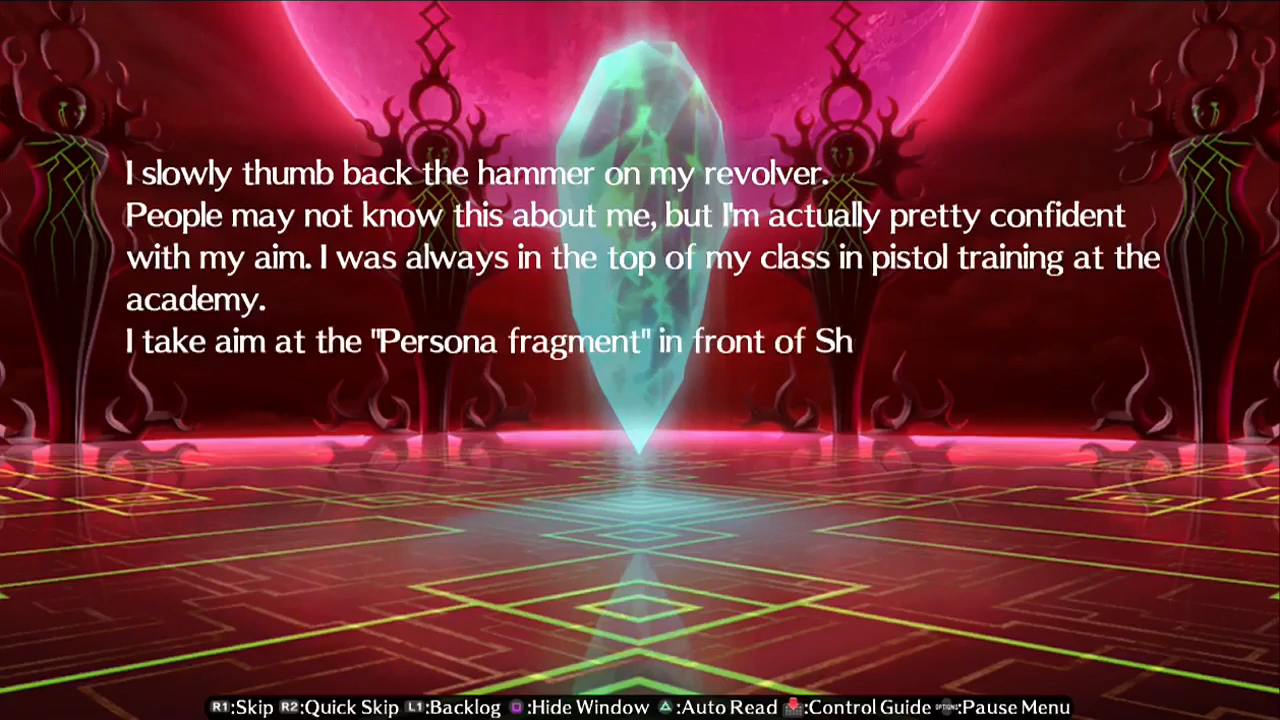 I slowly thumb back the hammer on my revolver.
People may not know this about me, but I'm actually pretty confident
with my aim. I was always in the top of my class in pistol training at the
academy.
I take aim at the "Persona fragment" in front of Sh
R1:Skip R2:Quick Skip L1:Backlog :Hide Window :Auto Read :Control Guide OPTIONS:Pause Menu